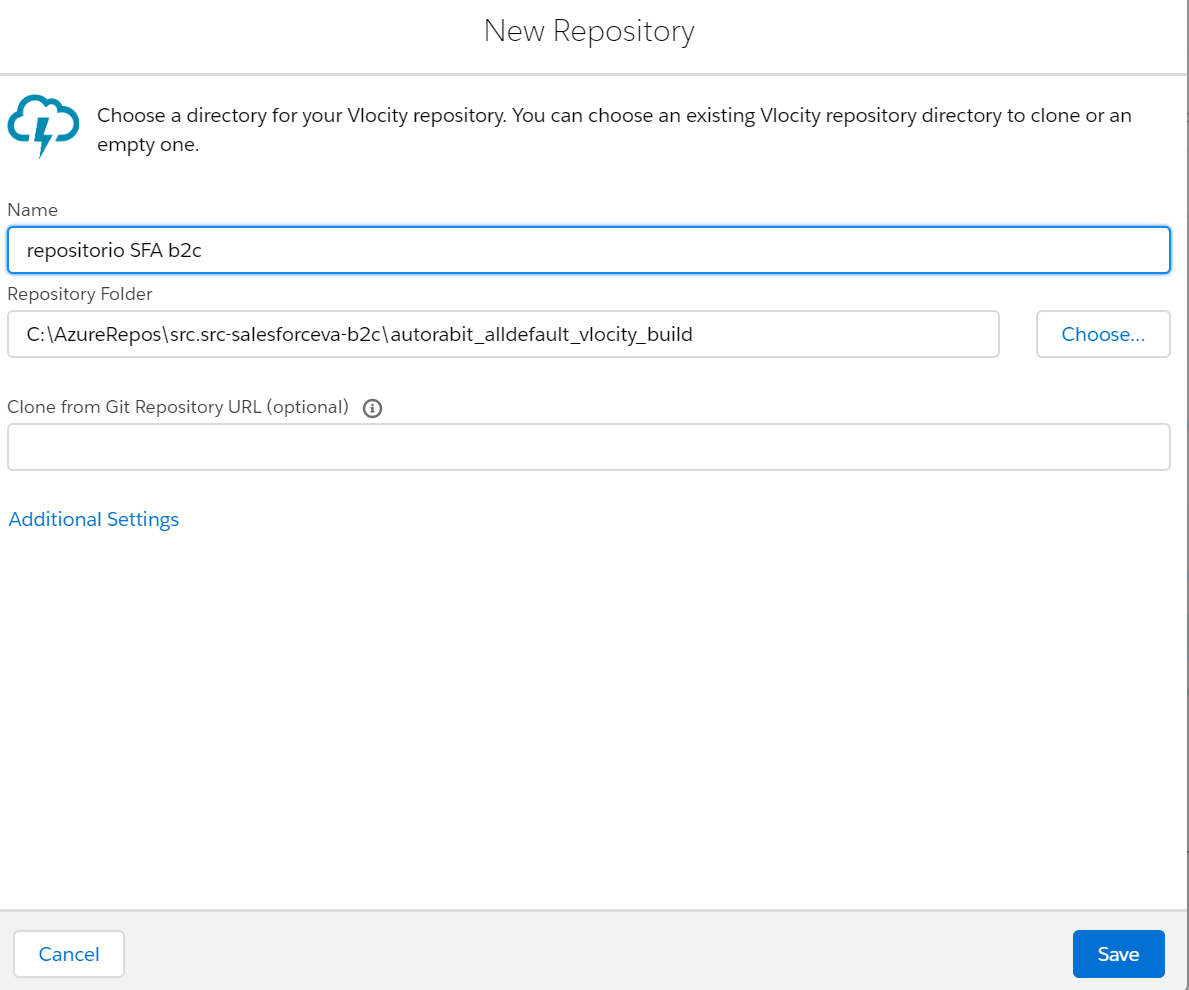 New Repository
Choose a directory for your Vlocity repository. You can choose an existing Vlocity repository directory to clone or an
empty one.
Name
repositorio SFA b2c
Repository Folder
C:\AzureRepos\src.src-salesforceva-b2c\autorabit_alldefault_vlocity_build
Choose...
Clone from Git Repository URL (optional)
Additional Settings
Cancel
Save